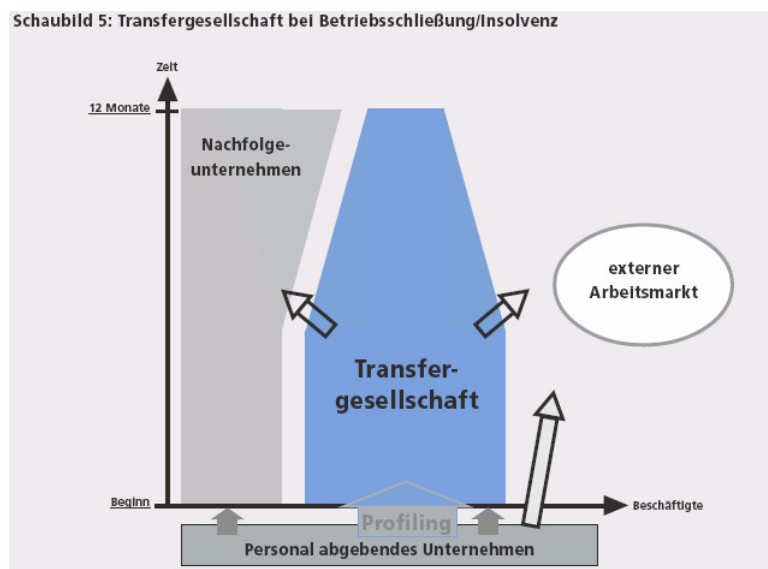 Schaubild 5: Transfergesellschaft bei Betriebsschließung/Insolvenz
Zeit
12 Monate
Nachfolge-
unternehmen
externer
Arbeitsmarkt
Transfer-
gesellschaft
Beginn
Beschäftigte
Profiling
Personal abgebendes Unternehmen